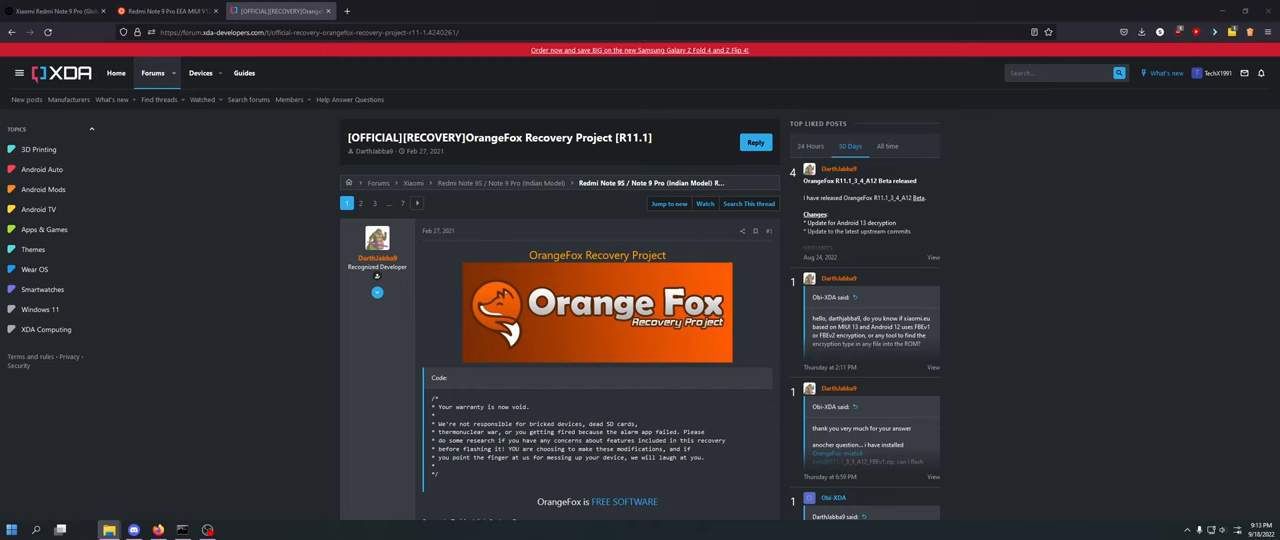 Xiaomi Redmi Note 9 Pro (Glo
Redmi Note 9 Pro EEA MIUI V12
[OFFICIAL][RECOVERY]OrangeF
https://forum.xda-developers.com/t/official-recovery-orangefox-recovery-project-r11-1.4240261/
Order now and save BIG on the new Samsung Galaxy Z Fold 4 and Z Flip 4!
XDA
Home
Forums
Devices
Guides
Search...
What's new
T
TechX1991
New posts
Manufacturers
What's new
Find threads
Watched
Search forums
Members
Help Answer Questions
TOPICS
3D Printing
Android Auto
Android Mods
Android TV
Apps & Games
Themes
Wear OS
Smartwatches
Windows 11
XDA Computing
Terms and rules · Privacy ·
Security
[OFFICIAL][RECOVERY]OrangeFox Recovery Project [R11.1]
DarthJabba9 · Feb 27, 2021
Reply
Forums
Xiaomi
Redmi Note 9S / Note 9 Pro (Indian Model)
Redmi Note 9S / Note 9 Pro (Indian Model) R...
1 2 3 ... 7
Jump to new
Watch
Search This thread
DarthJabba9
Recognized Developer
Feb 27, 2021
#1
OrangeFox Recovery Project
Orange Fox
Recovery Project
Code:
/*
* Your warranty is now void.
*
* We're not responsible for bricked devices, dead SD cards,
* thermonuclear war, or you getting fired because the alarm app failed. Please
* do some research if you have any concerns about features included in this recovery
* before flashing it! YOU are choosing to make these modifications, and if
* you point the finger at us for messing up your device, we will laugh at you.
*
*/
OrangeFox is FREE SOFTWARE
TOP LIKED POSTS
24 Hours
30 Days
All time
4
DarthJabba9
OrangeFox R11.1_3_4_A12 Beta released
I have released OrangeFox R11.1_3_4_A12 Beta.
Changes:
* Update for Android 13 decryption
* Update to the latest upstream commits
Aug 24, 2022
View
1
DarthJabba9
Obi-XDA said:
hello, darthjabba9, do you know if xiaomi.eu
based on MIUI 13 and Android 12 uses FBEv1
or FBEv2 encryption, or any tool to find the
encryption type in any file into the ROM?
Thursday at 2:11 PM
View
1
DarthJabba9
Obi-XDA said:
thank you very much for your answer
anocher question... i have installed
Thursday at 6:59 PM
View
1
O
Obi-XDA
DarthJabba9 said:
9:13 PM
9/18/2022